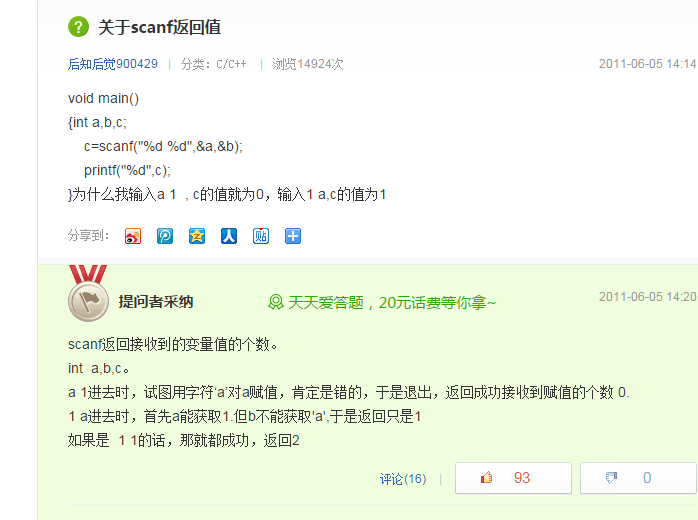 关于scanf返回值
后知后觉900429 | 分类：C/C++ | 浏览14924次 2011-06-05 14:14
void main()
{int a,b,c;
c=scanf("%d %d",&a,&b);
printf("%d",c);
}为什么我输入a 1 , c的值就为0，输入1 a,c的值为1
分享到：
贴
提问者采纳 天天爱答题，20元话费等你拿~ 2011-06-05 14:20
scanf返回接收到的变量值的个数。
int a,b,c。
a 1进去时，试图用字符‘a’对a赋值，肯定是错的，于是退出，返回成功接收到赋值的个数 0.
1 a进去时，首先a能获取1.但b不能获取'a',于是返回只是1
如果是 1 1的话，那就都成功，返回2
评论(16) | 93 0